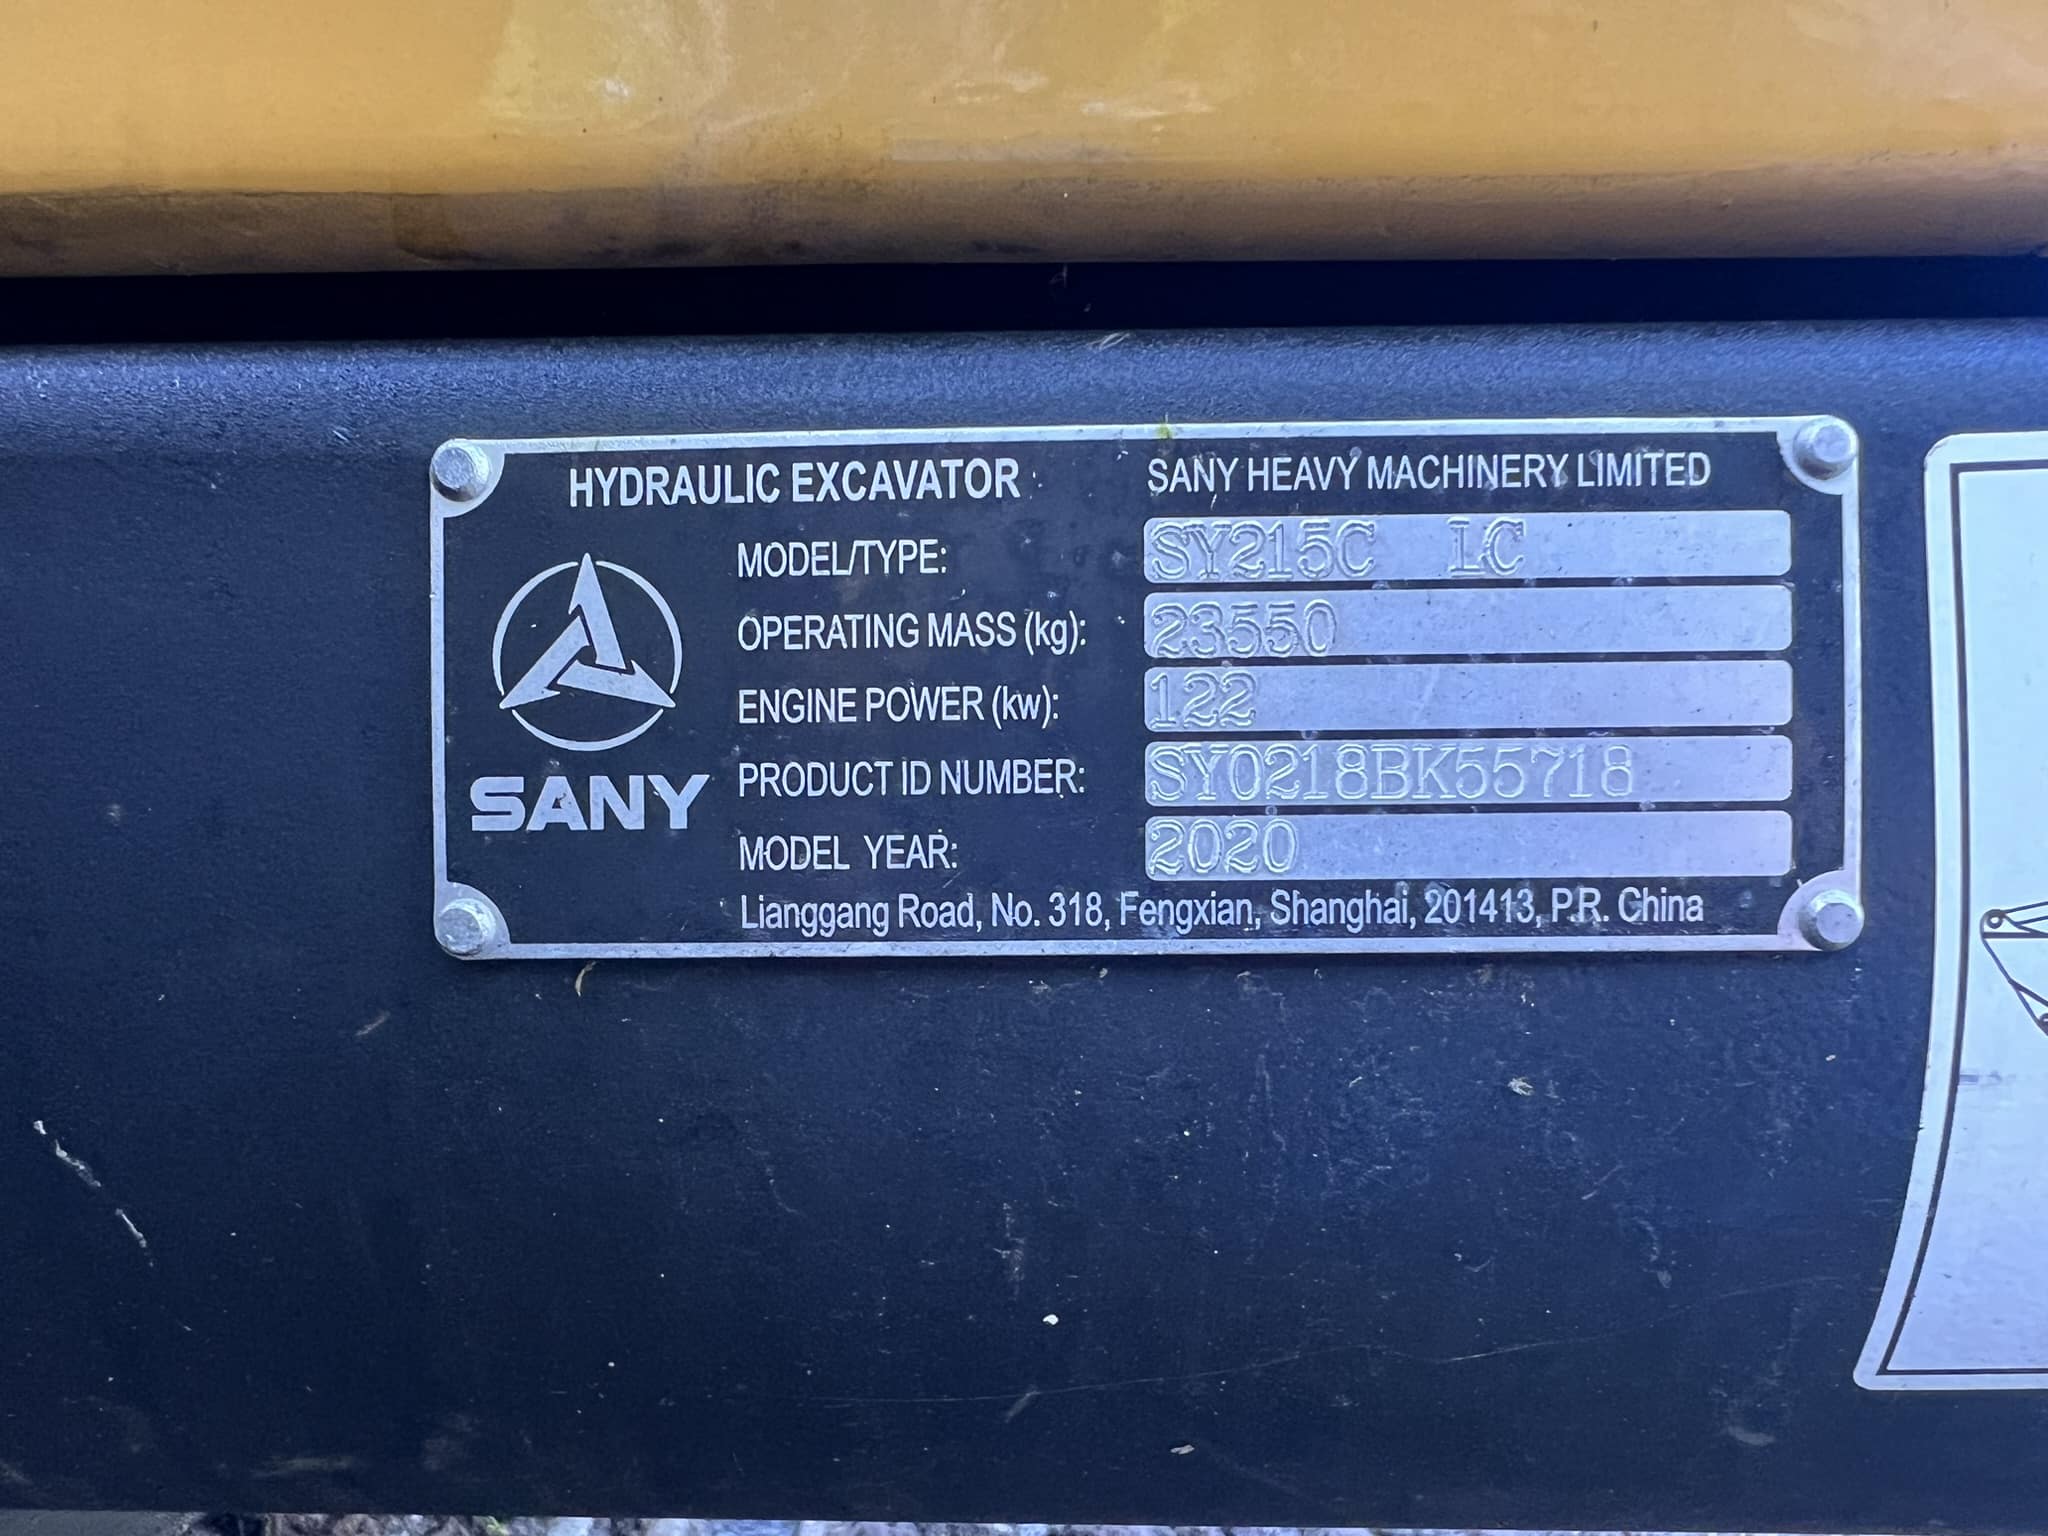 HYDRAULIC EXCAVATOR SANY HEAVY MACHINERY LIMITED
MODEL/TYPE: SY215C LC
OPERATING MASS (kg): 23550
ENGINE POWER (kw): 122
PRODUCT ID NUMBER: SY0218BK55718
SANY
MODEL YEAR: 2020
Lianggang Road, No. 318, Fengxian, Shanghai, 201413, P.R. China